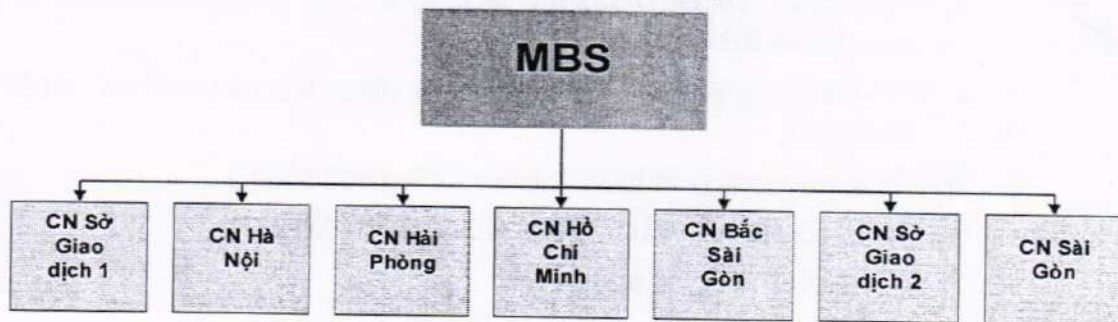 MBS
CN Sở
Giao
dịch 1
CN Hà
Nội
CN Hải
Phòng
CN Hồ
Chí
Minh
CN Bắc
Sài
Gòn
CN Sở
Giao
dịch 2
CN Sài
Gòn